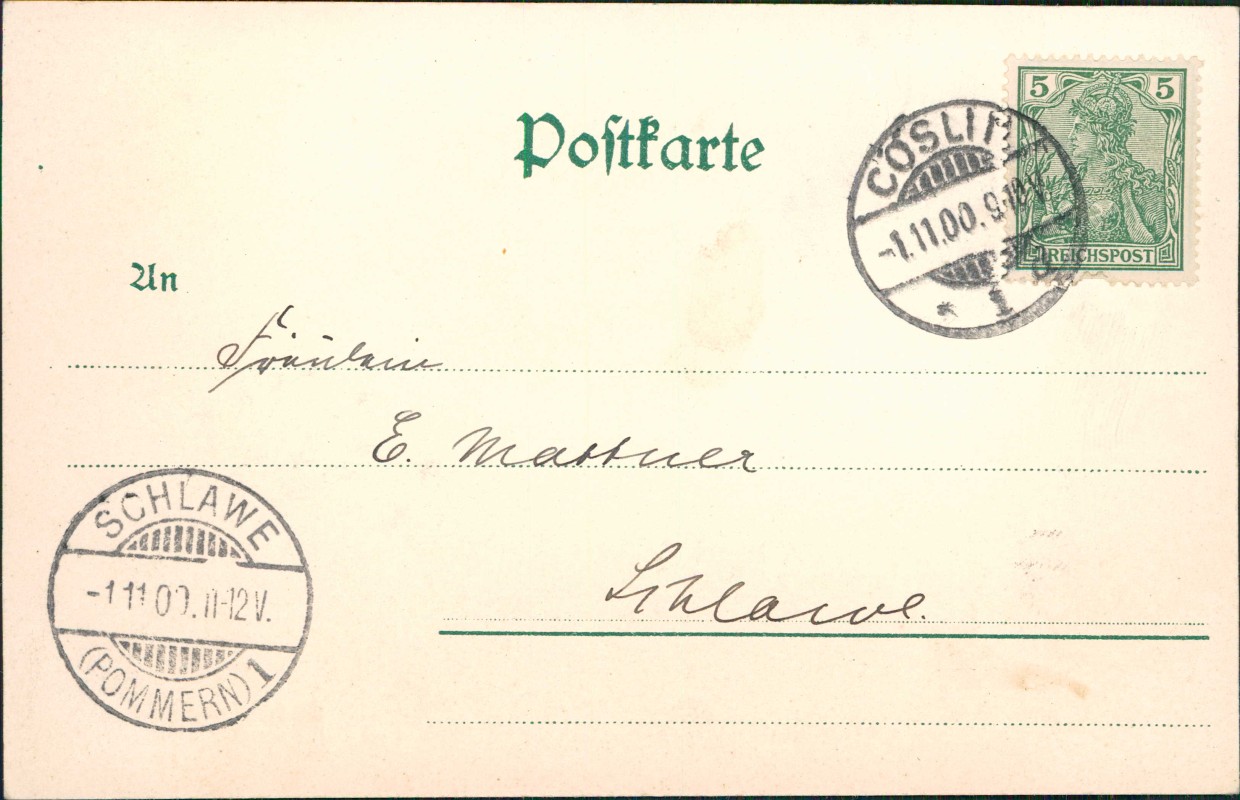 Postkarte
5 5
REICHSPOST
CÖSLIN
-1.11.00.9-10V.
* 1 d
An
Fräulein
E. Mattner
Schlawe.
SCHLAWE
-1 11 00. 11-12 V.
(POMMERN) 1